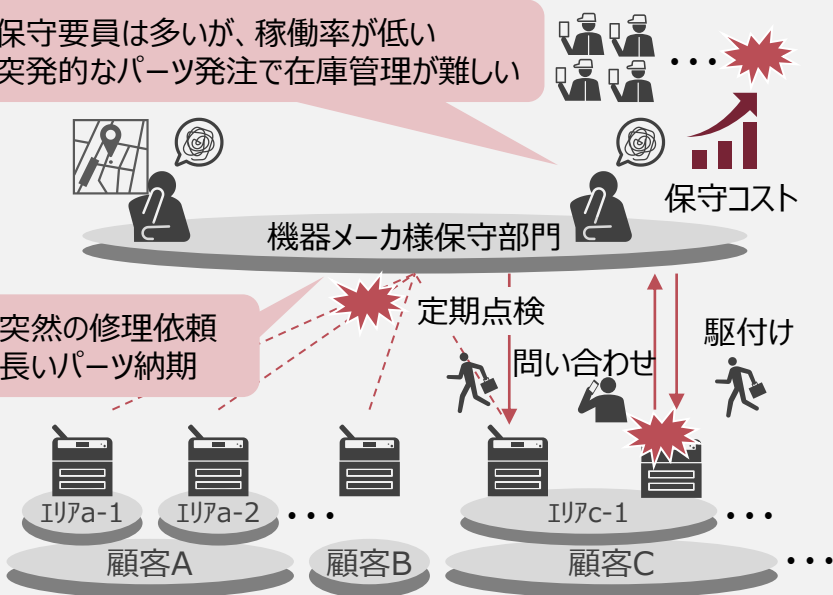 保守要員は多いが、稼働率が低い
突発的なパーツ発注で在庫管理が難しい
・・・
保守コスト
機器メーカ様保守部門
突然の修理依頼
長いパーツ納期
定期点検
問い合わせ
駆付け
ｴﾘｱa-1
ｴﾘｱa-2
・・・
ｴﾘｱc-1
・・・
顧客A
顧客B
顧客C
・・・